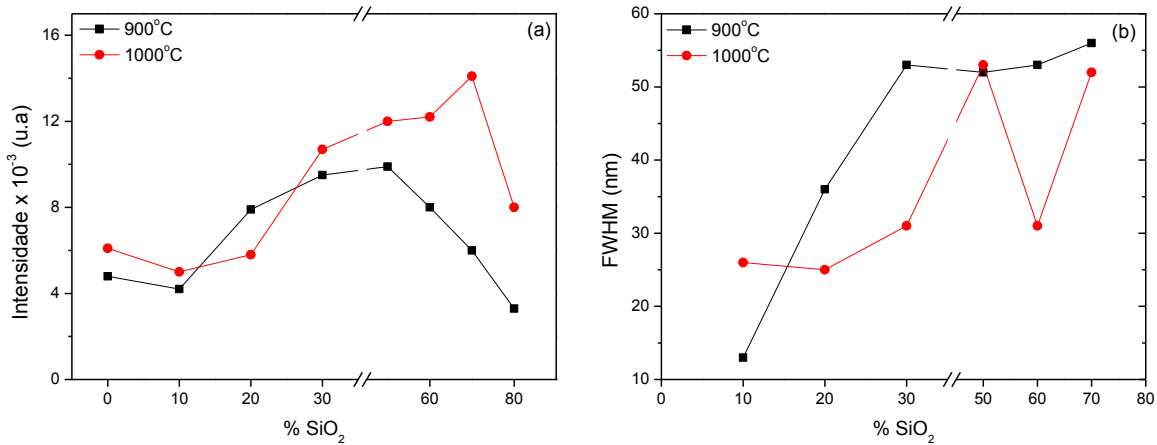 16
12
8
4
0
Intensidade x 10⁻³ (u.a)
900°C
1000°C
(a)
0 10 20 30 60 80
% SiO₂
60
50
40
30
20
10
FWHM (nm)
900°C
1000°C
(b)
0 10 20 30 50 60 70 80
% SiO₂